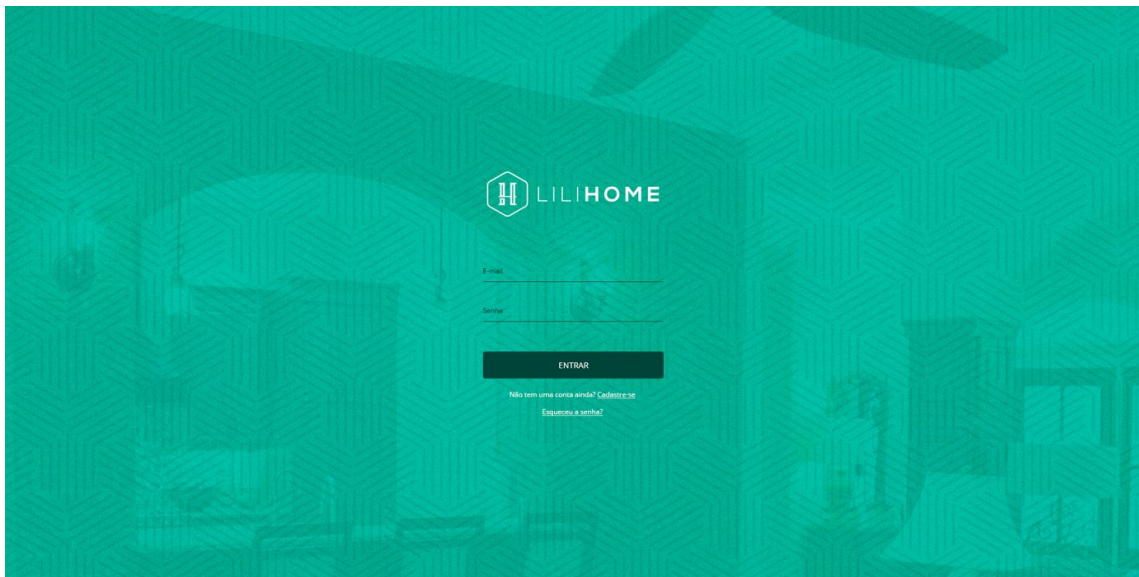 LILIHOME
E-mail
Senha
ENTRAR
Não tem uma conta ainda? Cadastre-se
Esqueceu a senha?